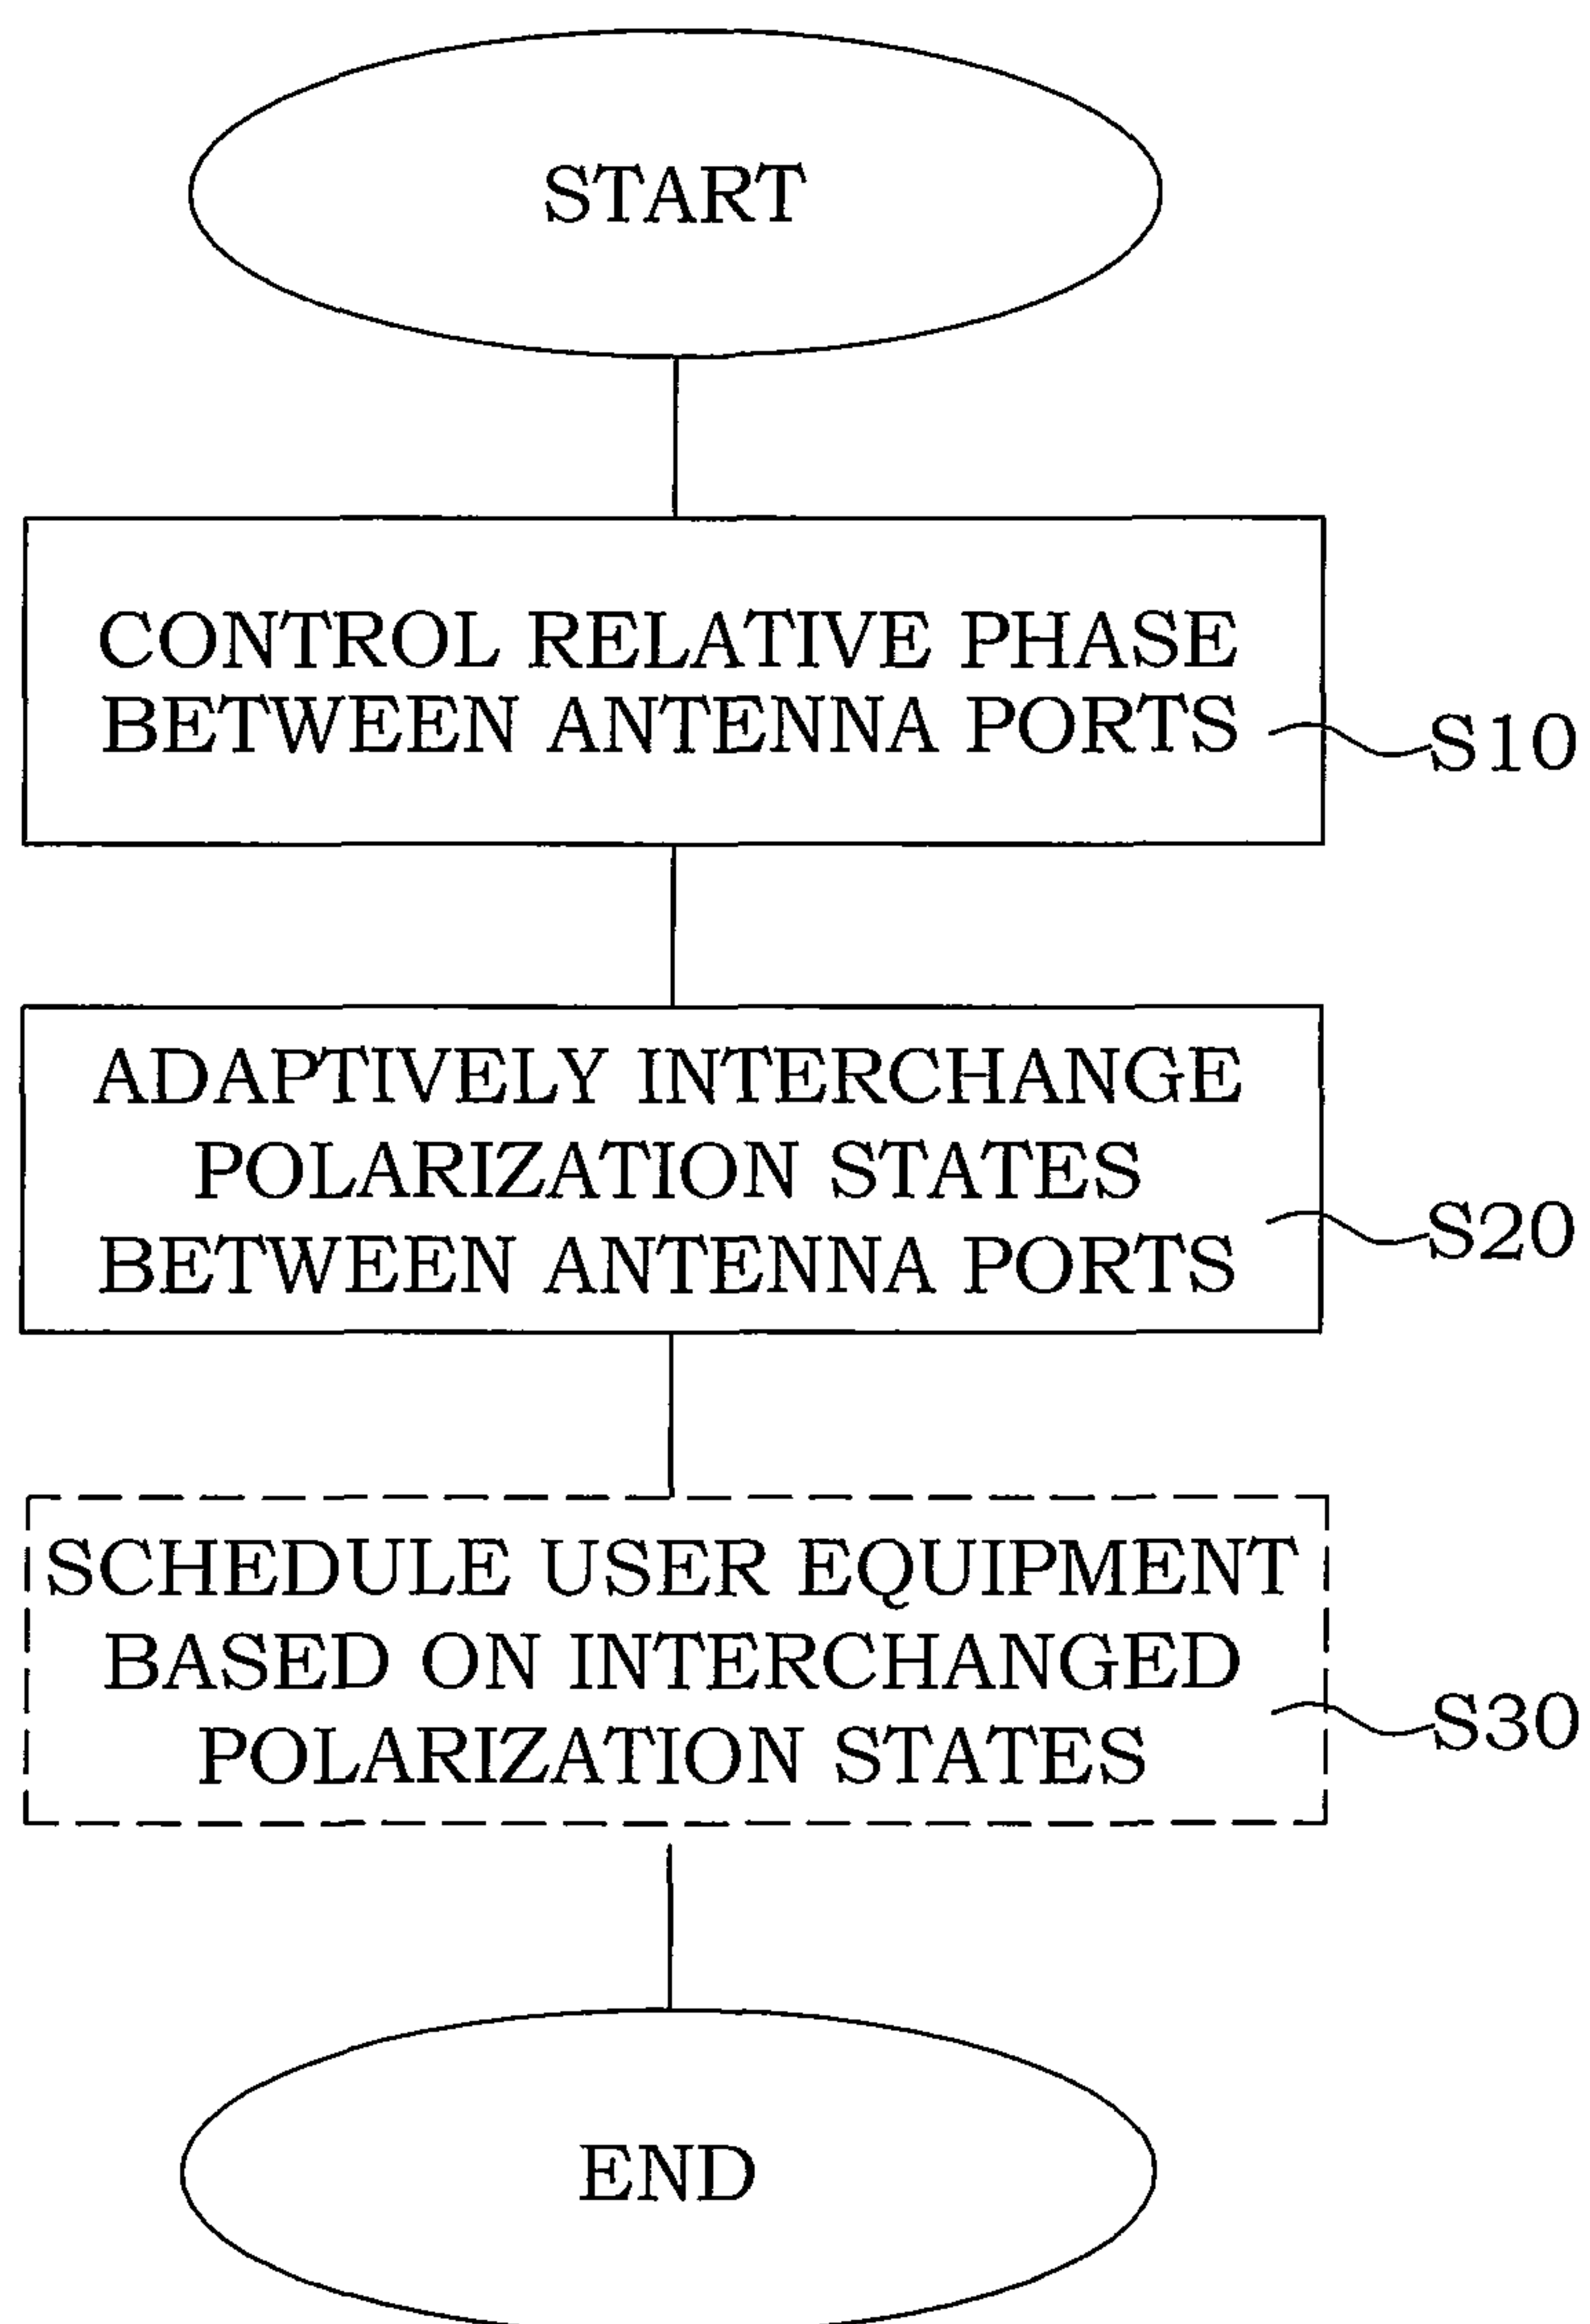 START
CONTROL RELATIVE PHASE
BETWEEN ANTENNA PORTS
S10
ADAPTIVELY INTERCHANGE
POLARIZATION STATES
BETWEEN ANTENNA PORTS
S20
SCHEDULE USER EQUIPMENT
BASED ON INTERCHANGED
POLARIZATION STATES
S30
END